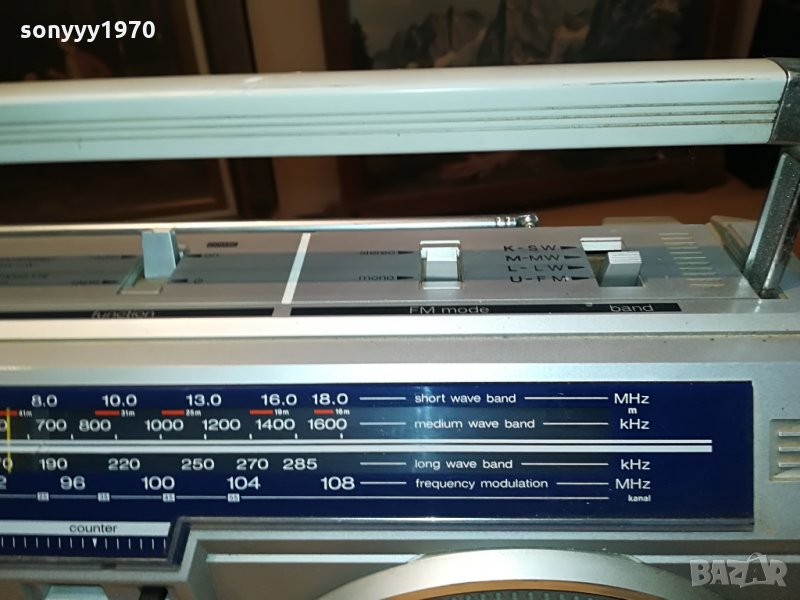 sonyyy1970
on
stereo
mono
K-SW
M-MW
L-LW
U-FM
function
FM mode
band
8.0 10.0 13.0 16.0 18.0 short wave band MHz
41m 31m 25m 19m 16m m
700 800 1000 1200 1400 1600 medium wave band kHz
190 220 250 270 285 long wave band kHz
96 100 104 108 frequency modulation MHz
kanal
counter
BAZAR